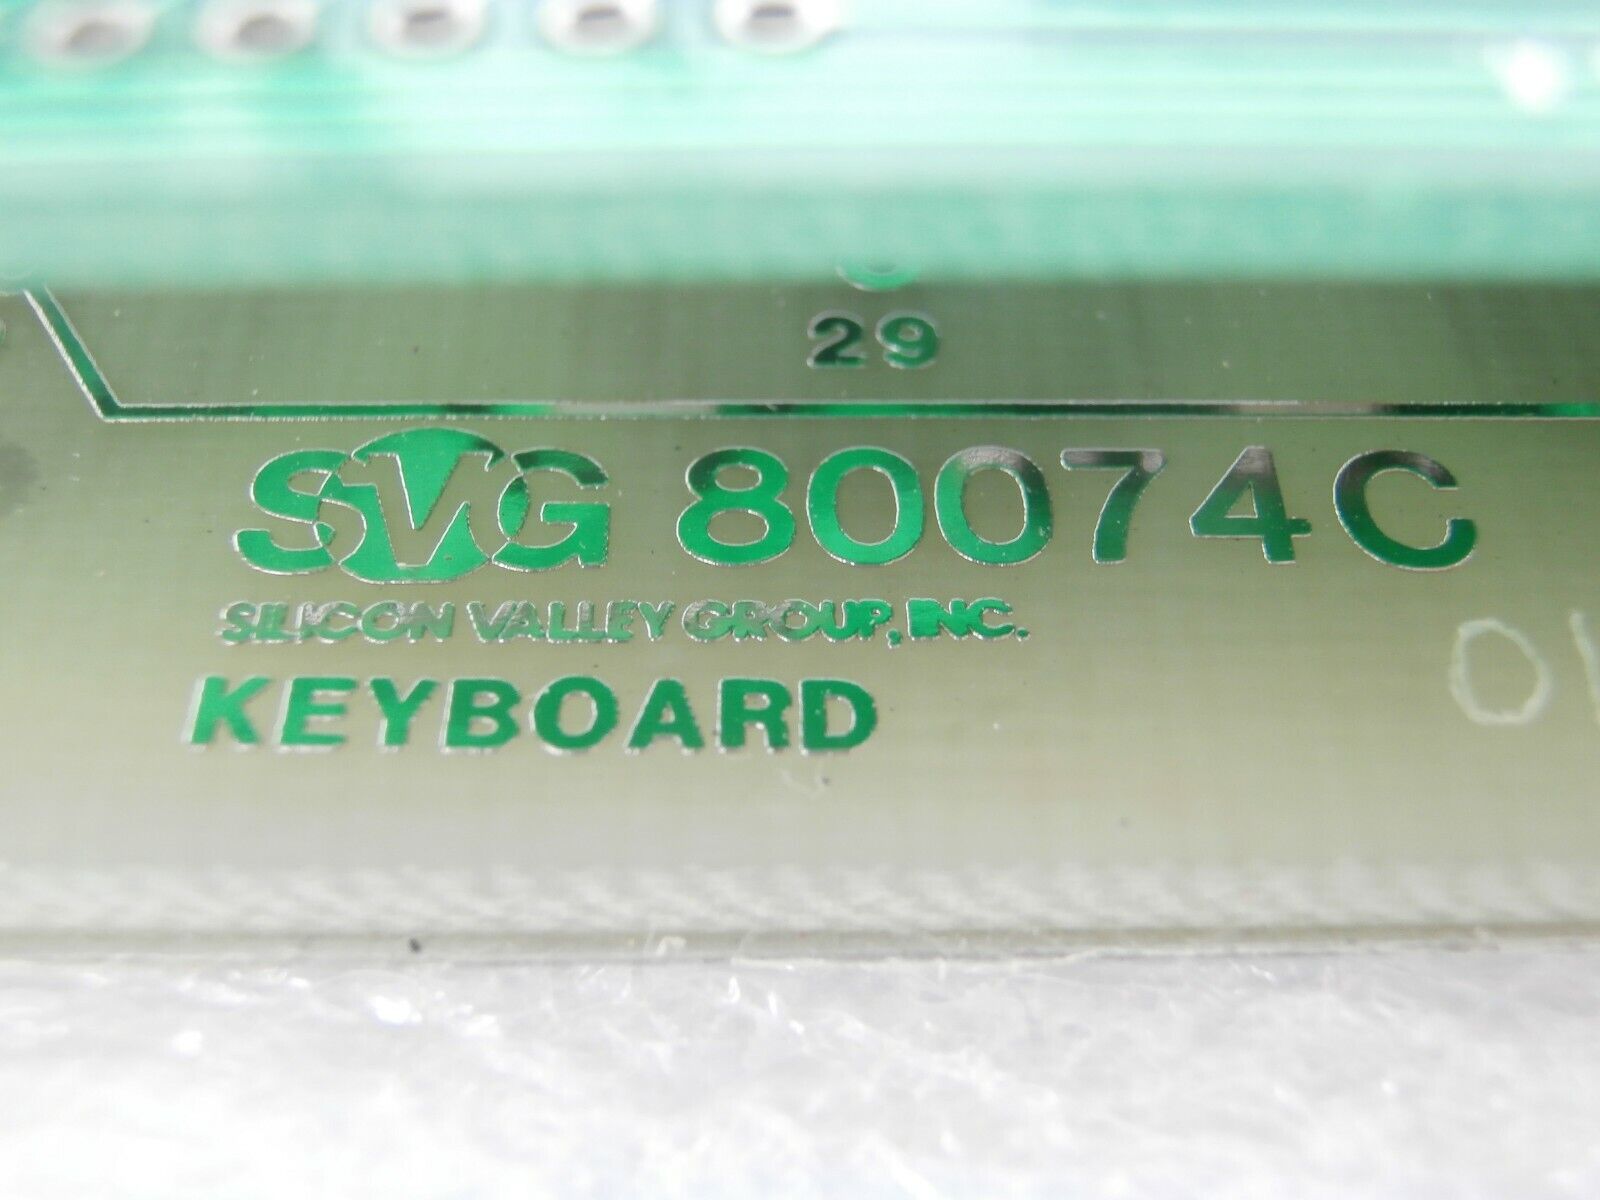 29
SVG 80074C
SILICON VALLEY GROUP, INC.
KEYBOARD